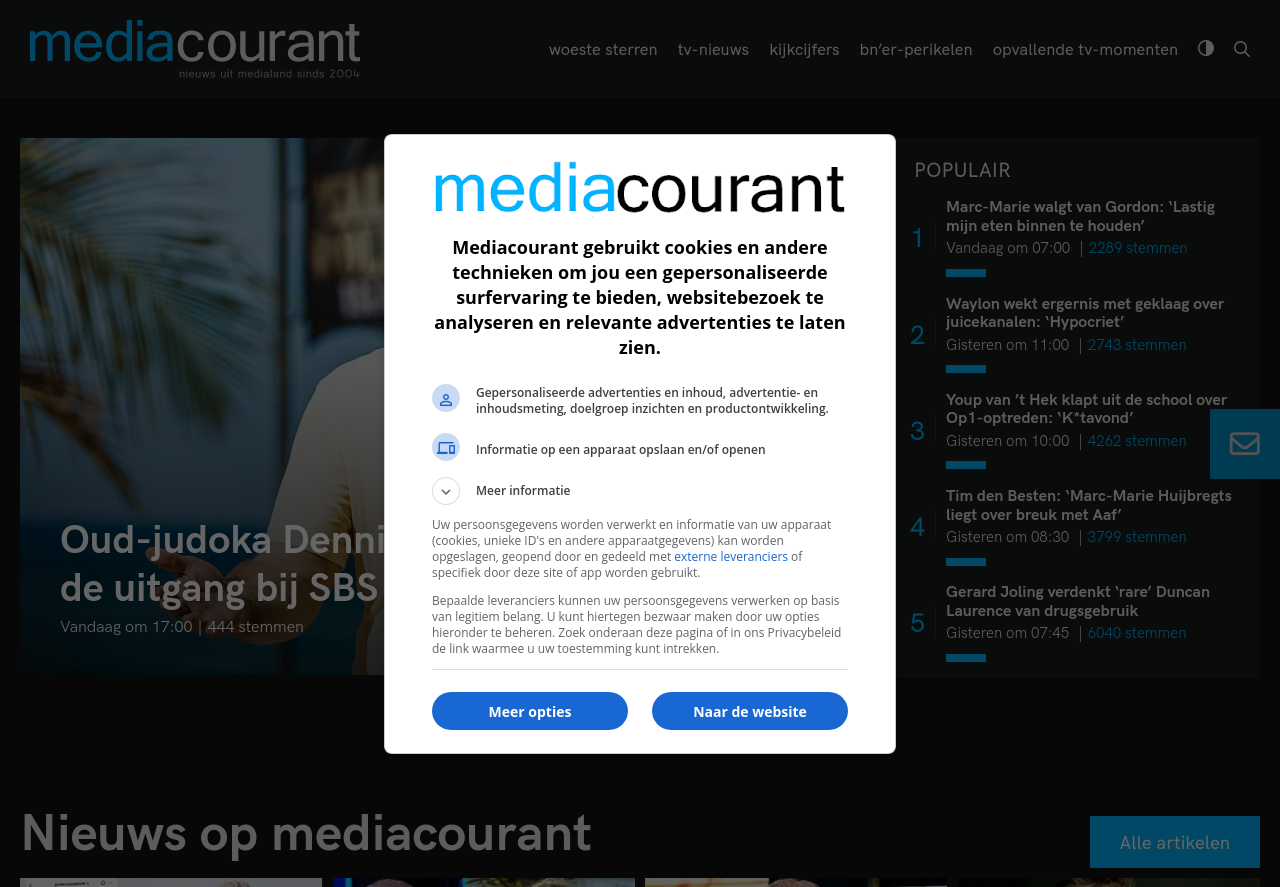 mediacourant
nieuws uit medialand sinds 2004
woeste sterren
tv-nieuws
kijkcijfers
bn’er-perikelen
opvallende tv-momenten
mediacourant
Mediacourant gebruikt cookies en andere
technieken om jou een gepersonaliseerde
surfervaring te bieden, websitebezoek te
analyseren en relevante advertenties te laten
zien.
Gepersonaliseerde advertenties en inhoud, advertentie- en
inhoudsmeting, doelgroep inzichten en productontwikkeling.
Informatie op een apparaat opslaan en/of openen
Meer informatie
Uw persoonsgegevens worden verwerkt en informatie van uw apparaat
(cookies, unieke ID's en andere apparaatgegevens) kan worden
opgeslagen, geopend door en gedeeld met externe leveranciers of
specifiek door deze site of app worden gebruikt.
Bepaalde leveranciers kunnen uw persoonsgegevens verwerken op basis
van legitiem belang. U kunt hiertegen bezwaar maken door uw opties
hieronder te beheren. Zoek onderaan deze pagina of in ons Privacybeleid
de link waarmee u uw toestemming kunt intrekken.
Meer opties
Naar de website
Oud-judoka Denni
de uitgang bij SBS
Vandaag om 17:00 | 444 stemmen
POPULAIR
1
Marc-Marie walgt van Gordon: ‘Lastig
mijn eten binnen te houden’
Vandaag om 07:00 | 2289 stemmen
2
Waylon wekt ergernis met geklaag over
juicekanalen: ‘Hypocriet’
Gisteren om 11:00 | 2743 stemmen
3
Youp van ’t Hek klapt uit de school over
Op1-optreden: ‘K*tavond’
Gisteren om 10:00 | 4262 stemmen
4
Tim den Besten: ‘Marc-Marie Huijbregts
liegt over breuk met Aaf’
Gisteren om 08:30 | 3799 stemmen
5
Gerard Joling verdenkt ‘rare’ Duncan
Laurence van drugsgebruik
Gisteren om 07:45 | 6040 stemmen
Nieuws op mediacourant
Alle artikelen